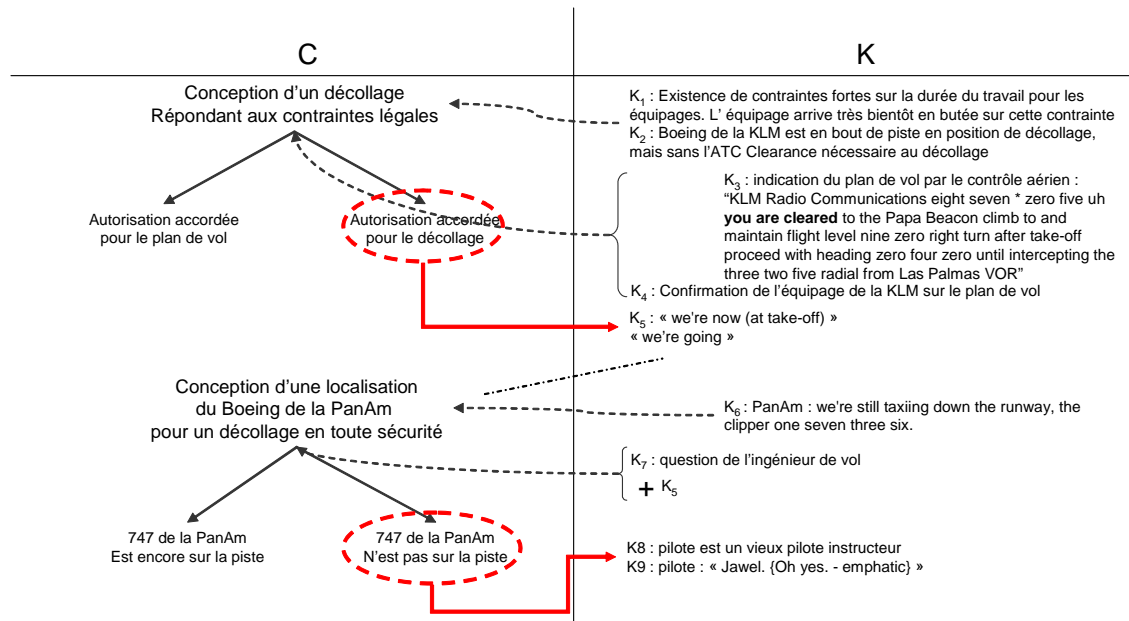 C
K
Conception d'un décollage
Répondant aux contraintes légales
K1 : Existence de contraintes fortes sur la durée du travail pour les
équipages. L' équipage arrive très bientôt en butée sur cette contrainte
K2 : Boeing de la KLM est en bout de piste en position de décollage,
mais sans l'ATC Clearance nécessaire au décollage
Autorisation accordée
pour le plan de vol
Autorisation accordée
pour le décollage
K3 : indication du plan de vol par le contrôle aérien :
“KLM Radio Communications eight seven * zero five uh
you are cleared to the Papa Beacon climb to and
maintain flight level nine zero right turn after take-off
proceed with heading zero four zero until intercepting the
three two five radial from Las Palmas VOR”
K4 : Confirmation de l'équipage de la KLM sur le plan de vol
K5 : « we're now (at take-off) »
« we're going »
Conception d'une localisation
du Boeing de la PanAm
pour un décollage en toute sécurité
K6 : PanAm : we're still taxiing down the runway, the
clipper one seven three six.
K7 : question de l'ingénieur de vol
+ K5
747 de la PanAm
Est encore sur la piste
747 de la PanAm
N'est pas sur la piste
K8 : pilote est un vieux pilote instructeur
K9 : pilote : « Jawel. {Oh yes. - emphatic} »